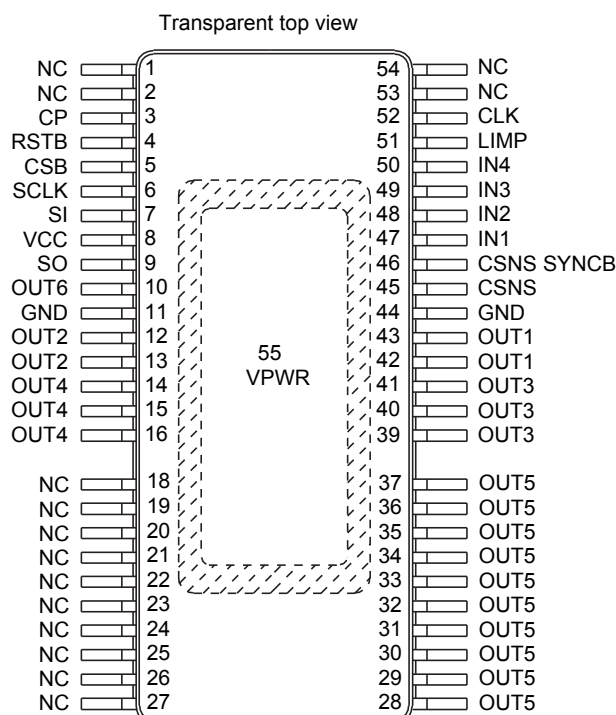 Transparent top view
NC 1 54 NC
NC 2 53 NC
CP 3 52 CLK
RSTB 4 51 LIMP
CSB 5 50 IN4
SCLK 6 49 IN3
SI 7 48 IN2
VCC 8 47 IN1
SO 9 46 CSNS SYNCB
OUT6 10 45 CSNS
GND 11 44 GND
OUT2 12 43 OUT1
OUT2 13 42 OUT1
55
VPWR
OUT4 14 41 OUT3
OUT4 15 40 OUT3
OUT4 16 39 OUT3
NC 18 37 OUT5
NC 19 36 OUT5
NC 20 35 OUT5
NC 21 34 OUT5
NC 22 33 OUT5
NC 23 32 OUT5
NC 24 31 OUT5
NC 25 30 OUT5
NC 26 29 OUT5
NC 27 28 OUT5